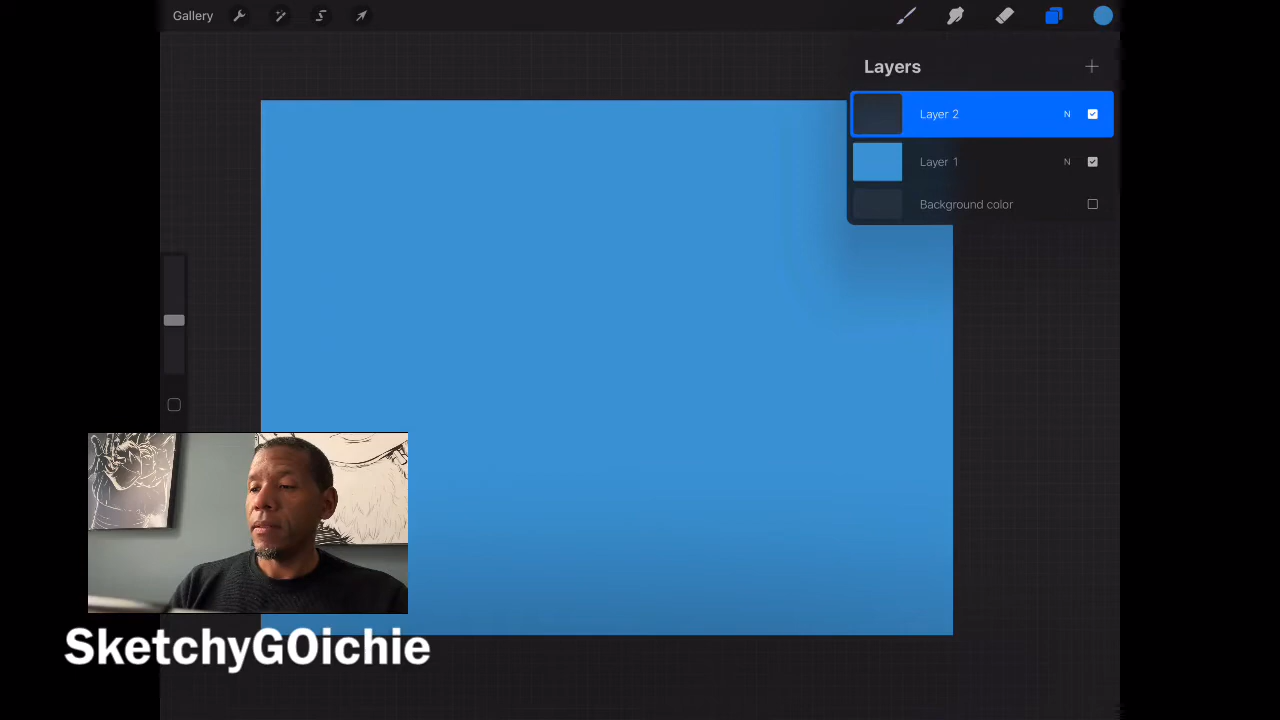 Gallery
Layers
Layer 2 N
Layer 1 N
Background color
SketchyGOichie